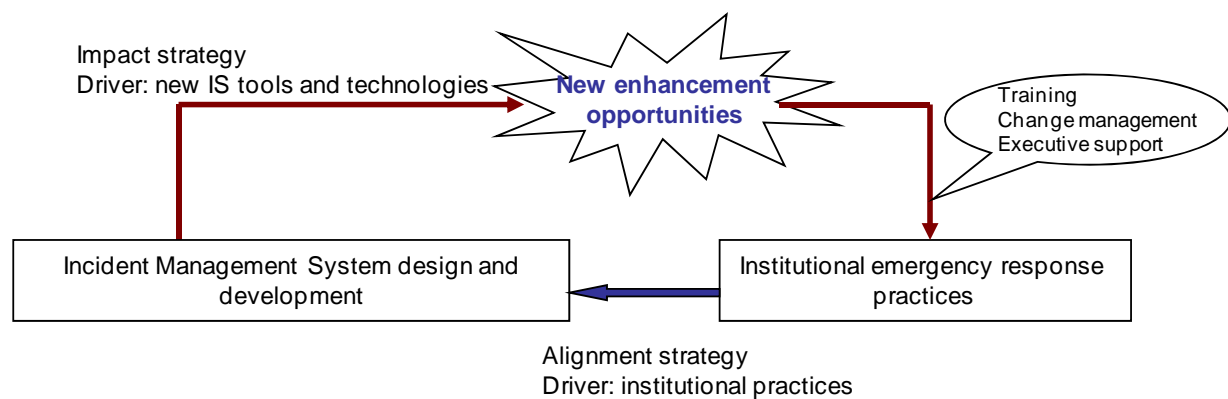 Impact strategy
Driver: new IS tools and technologies
New enhancement
opportunities
Training
Change management
Executive support
Incident Management System design and
development
Institutional emergency response
practices
Alignment strategy
Driver: institutional practices